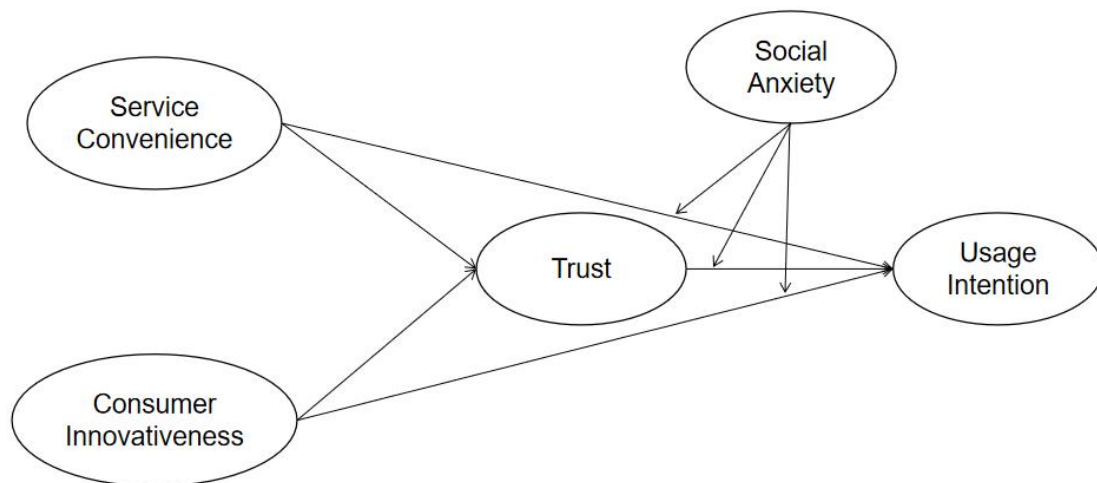 Social
Anxiety
Service
Convenience
Trust
Usage
Intention
Consumer
Innovativeness